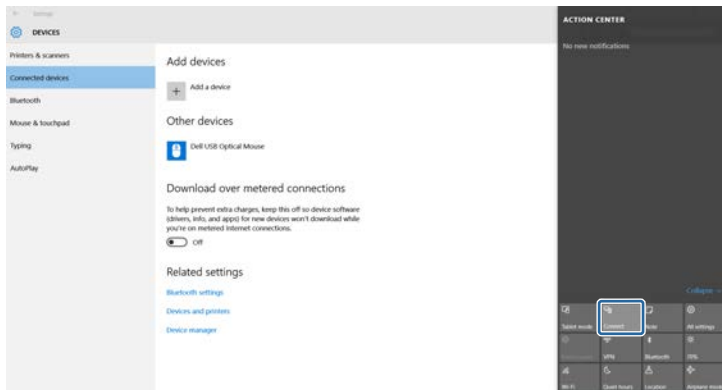 Settings
DEVICES
Printers & scanners
Connected devices
Bluetooth
Mouse & touchpad
Typing
AutoPlay
Add devices
Add a device
Other devices
Dell USB Optical Mouse
Download over metered connections
To help prevent extra charges, keep this off so device software
(drivers, info, and apps) for new devices won't download while
you're on metered Internet connections.
Off
Related settings
Bluetooth settings
Devices and printers
Device manager
ACTION CENTER
No new notifications
Collapse
Tablet mode
Connect
Note
All settings
VPN
Bluetooth
70%
Wi-Fi
Quiet hours
Location
Airplane mode